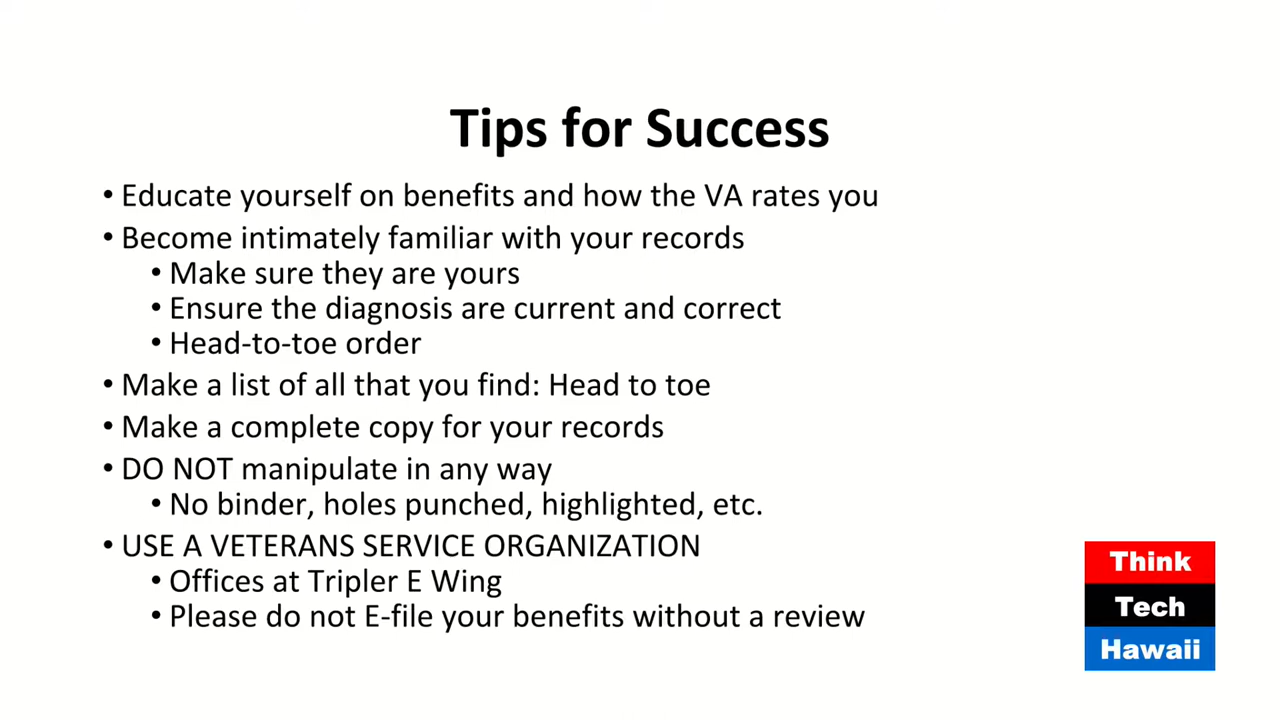 Tips for Success
• Educate yourself on benefits and how the VA rates you
• Become intimately familiar with your records
• Make sure they are yours
• Ensure the diagnosis are current and correct
• Head-to-toe order
• Make a list of all that you find: Head to toe
• Make a complete copy for your records
• DO NOT manipulate in any way
• No binder, holes punched, highlighted, etc.
• USE A VETERANS SERVICE ORGANIZATION
• Offices at Tripler E Wing
• Please do not E-file your benefits without a review
Think
Tech
Hawaii